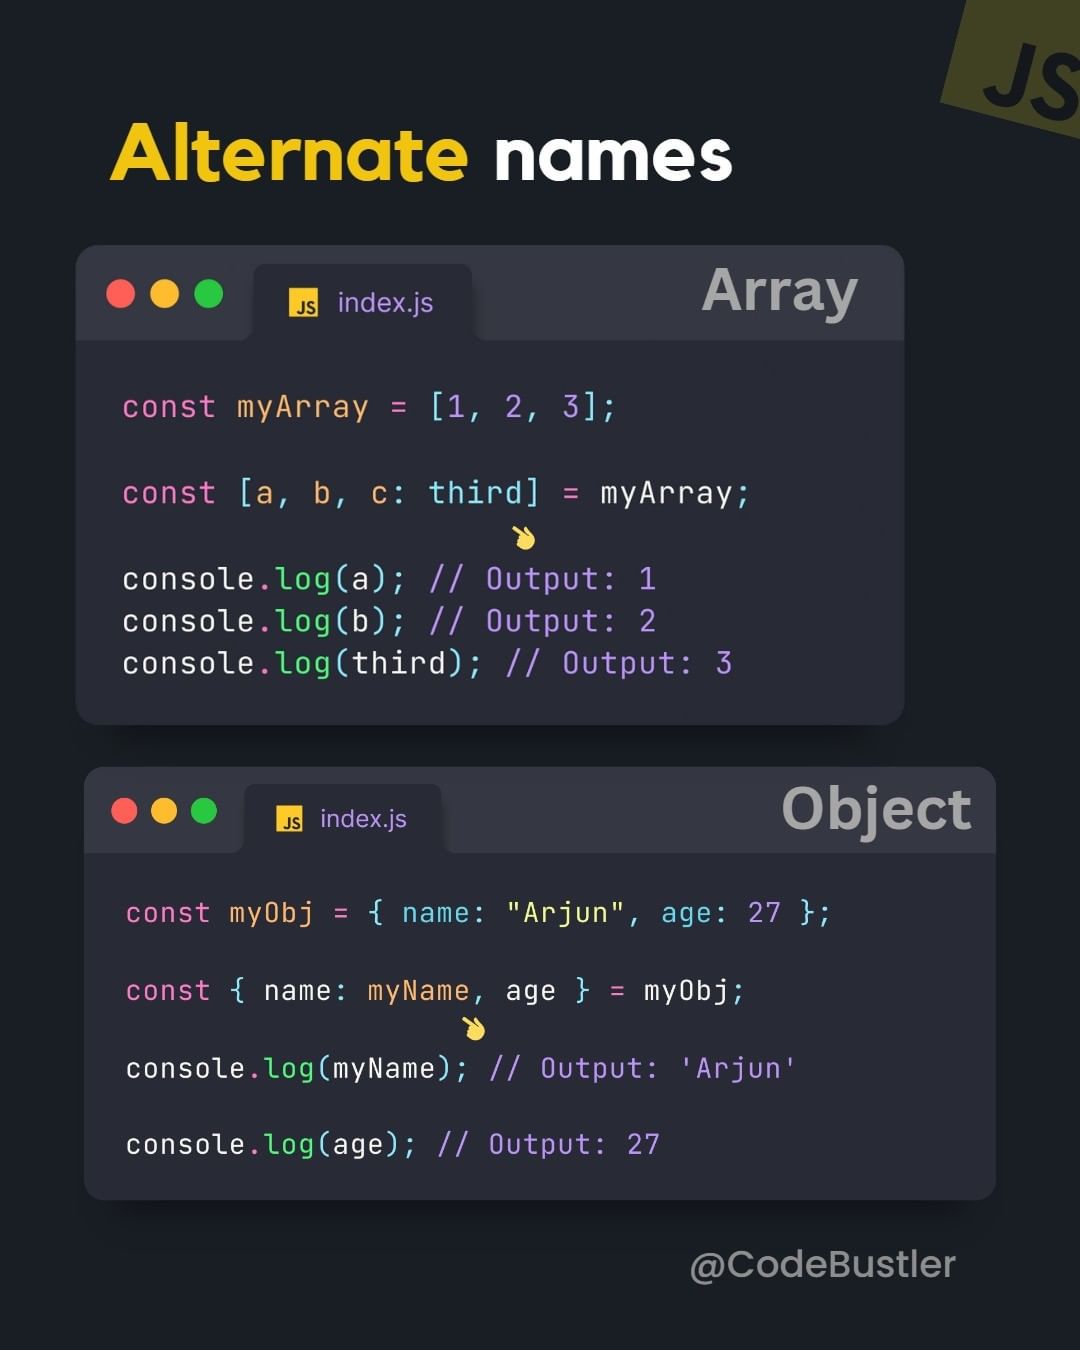 JS
Alternate names
JS index.js
Array
const myArray = [1, 2, 3];
const [a, b, c: third] = myArray;
console.log(a); // Output: 1
console.log(b); // Output: 2
console.log(third); // Output: 3
JS index.js
Object
const myObj = { name: "Arjun", age: 27 };
const { name: myName, age } = myObj;
console.log(myName); // Output: 'Arjun'
console.log(age); // Output: 27
@CodeBustler